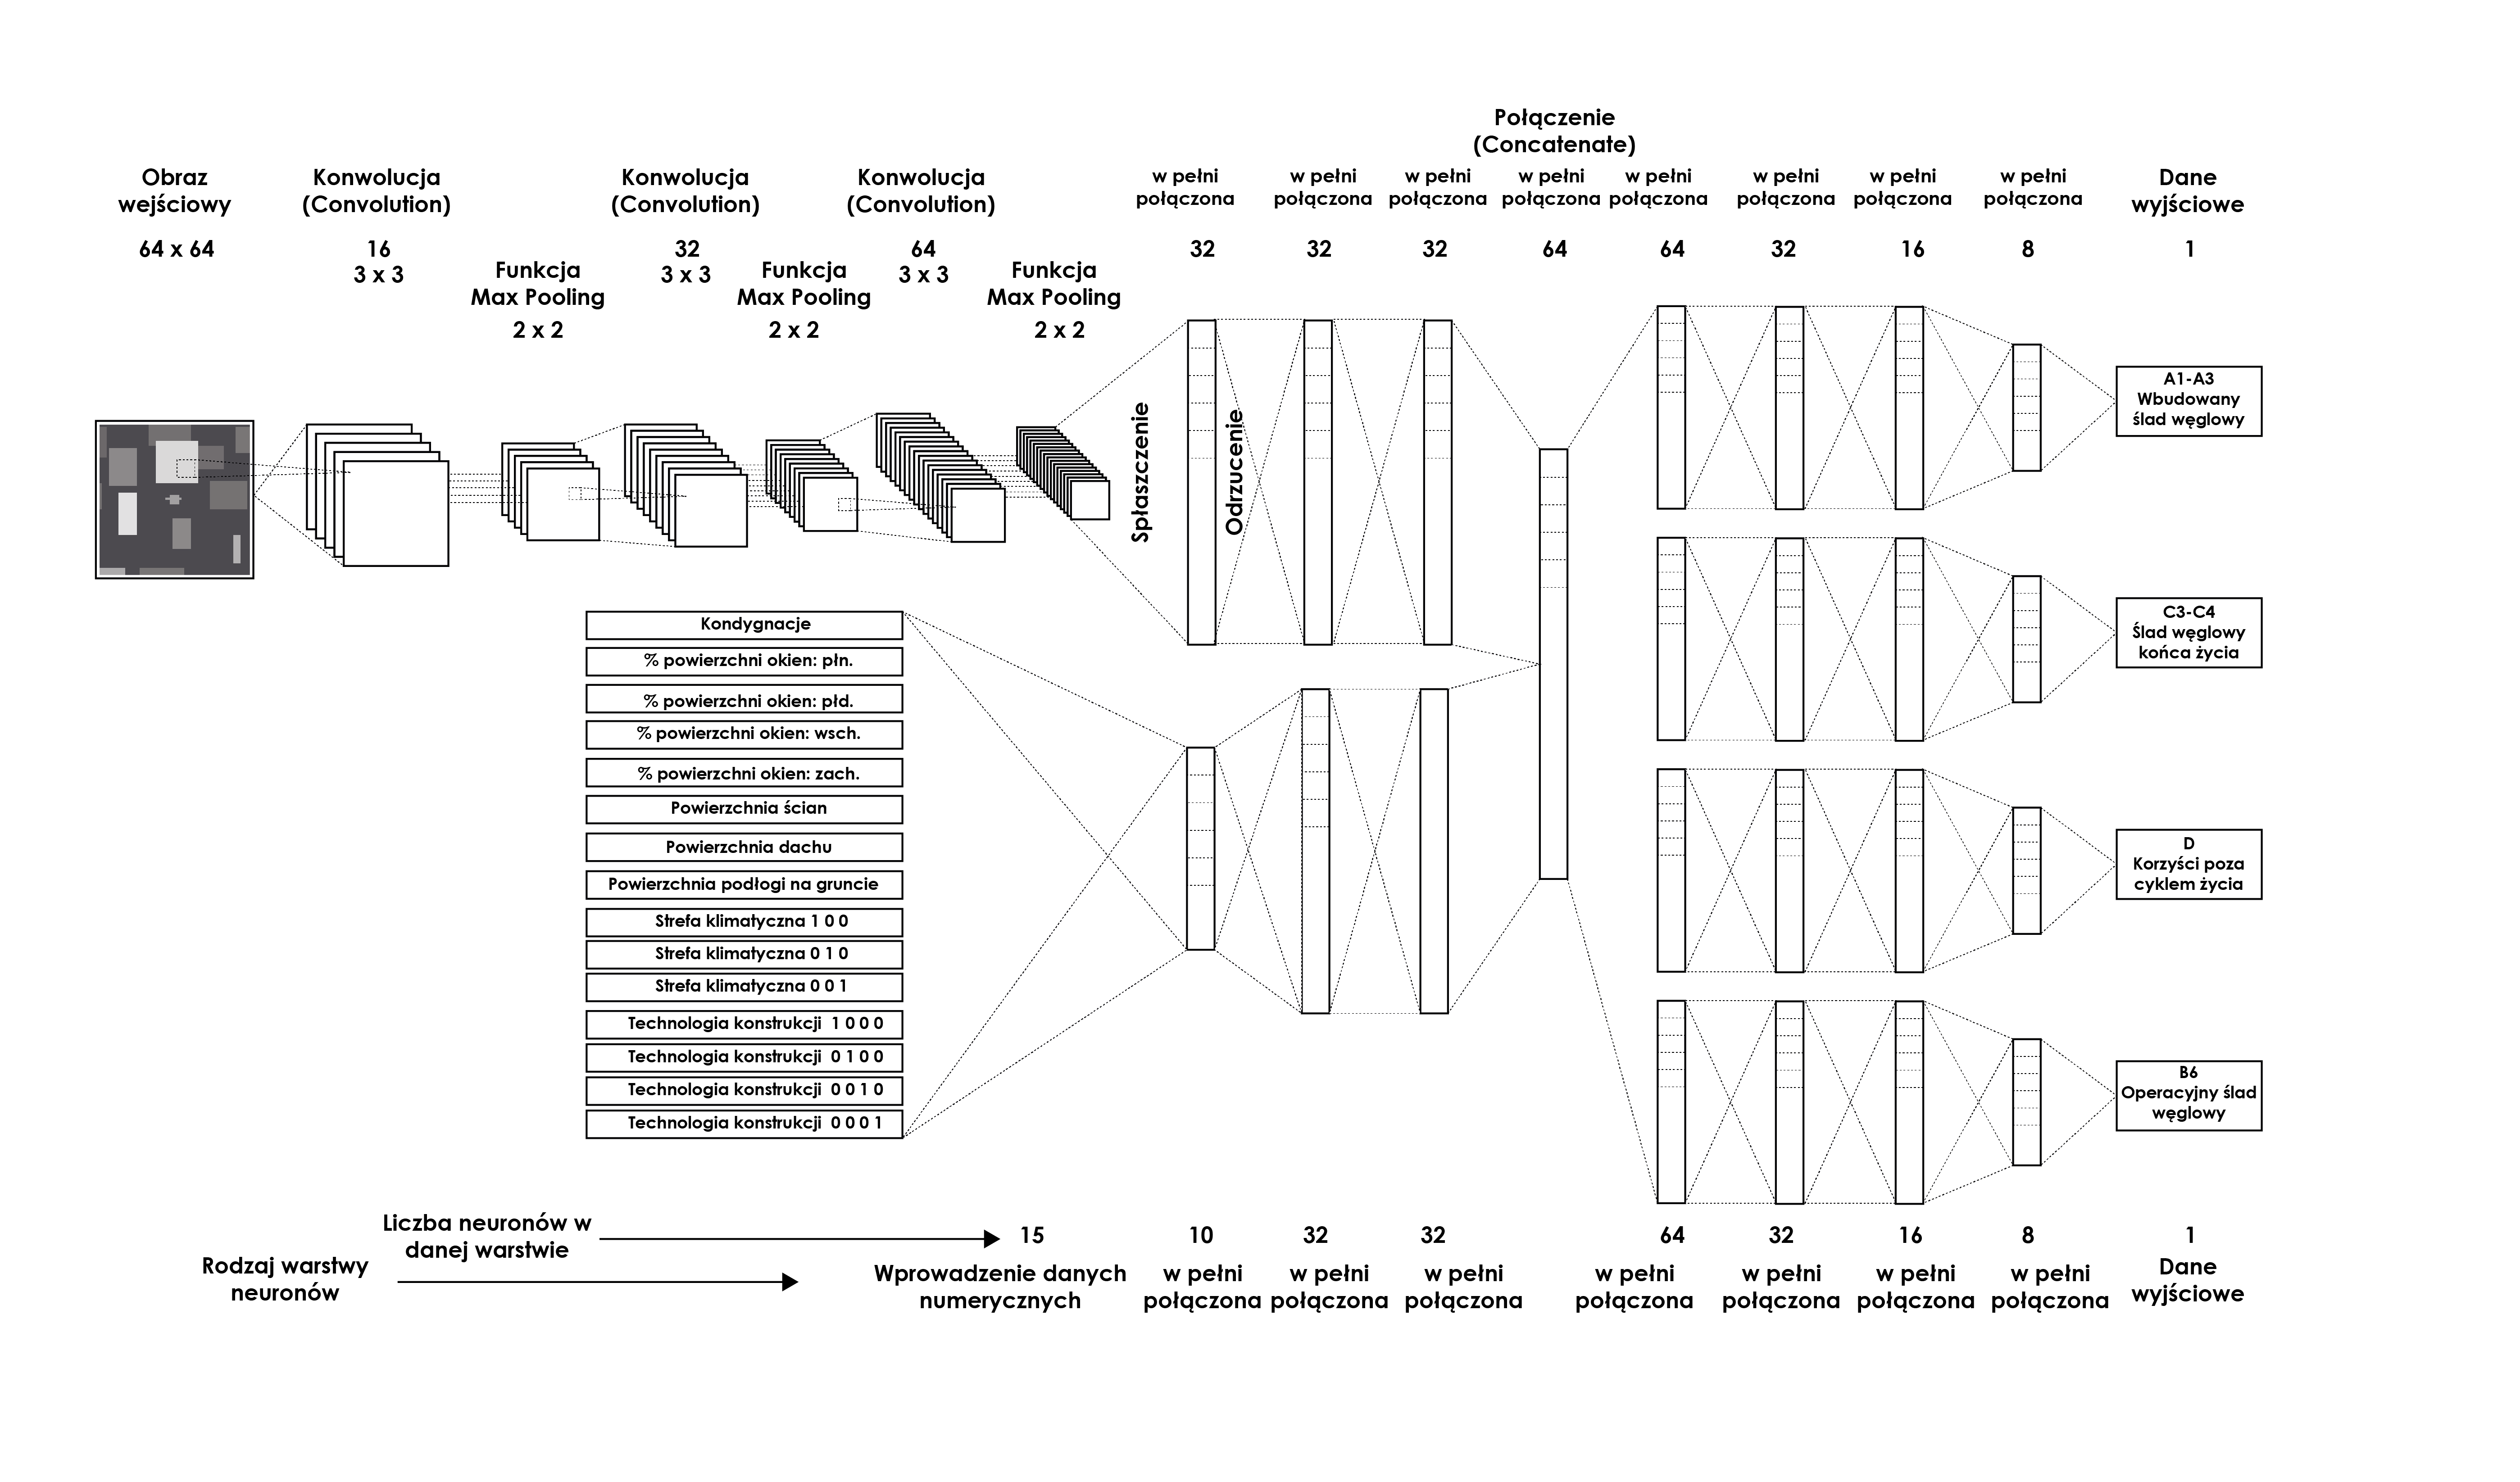 Połączenie
(Concatenate)
Obraz
wejściowy
64 x 64
Konwolucja
(Convolution)
16
3 x 3
Funkcja
Max Pooling
2 x 2
Konwolucja
(Convolution)
32
3 x 3
Funkcja
Max Pooling
2 x 2
Konwolucja
(Convolution)
64
3 x 3
Funkcja
Max Pooling
2 x 2
w pełni
połączona
32
w pełni
połączona
32
w pełni
połączona
32
w pełni
połączona
64
w pełni
połączona
64
w pełni
połączona
32
w pełni
połączona
16
w pełni
połączona
8
Dane
wyjściowe
1
Spłaszczenie
Odrzucenie
A1-A3
Wbudowany
ślad węglowy
C3-C4
Ślad węglowy
końca życia
D
Korzyści poza
cyklem życia
B6
Operacyjny ślad
węglowy
Kondygnacje
% powierzchni okien: płn.
% powierzchni okien: płd.
% powierzchni okien: wsch.
% powierzchni okien: zach.
Powierzchnia ścian
Powierzchnia dachu
Powierzchnia podłogi na gruncie
Strefa klimatyczna 1 0 0
Strefa klimatyczna 0 1 0
Strefa klimatyczna 0 0 1
Technologia konstrukcji 1 0 0 0
Technologia konstrukcji 0 1 0 0
Technologia konstrukcji 0 0 1 0
Technologia konstrukcji 0 0 0 1
Liczba neuronów w
danej warstwie
Rodzaj warstwy
neuronów
15
Wprowadzenie danych
numerycznych
10
w pełni
połączona
32
w pełni
połączona
32
w pełni
połączona
64
w pełni
połączona
32
w pełni
połączona
16
w pełni
połączona
8
w pełni
połączona
1
Dane
wyjściowe